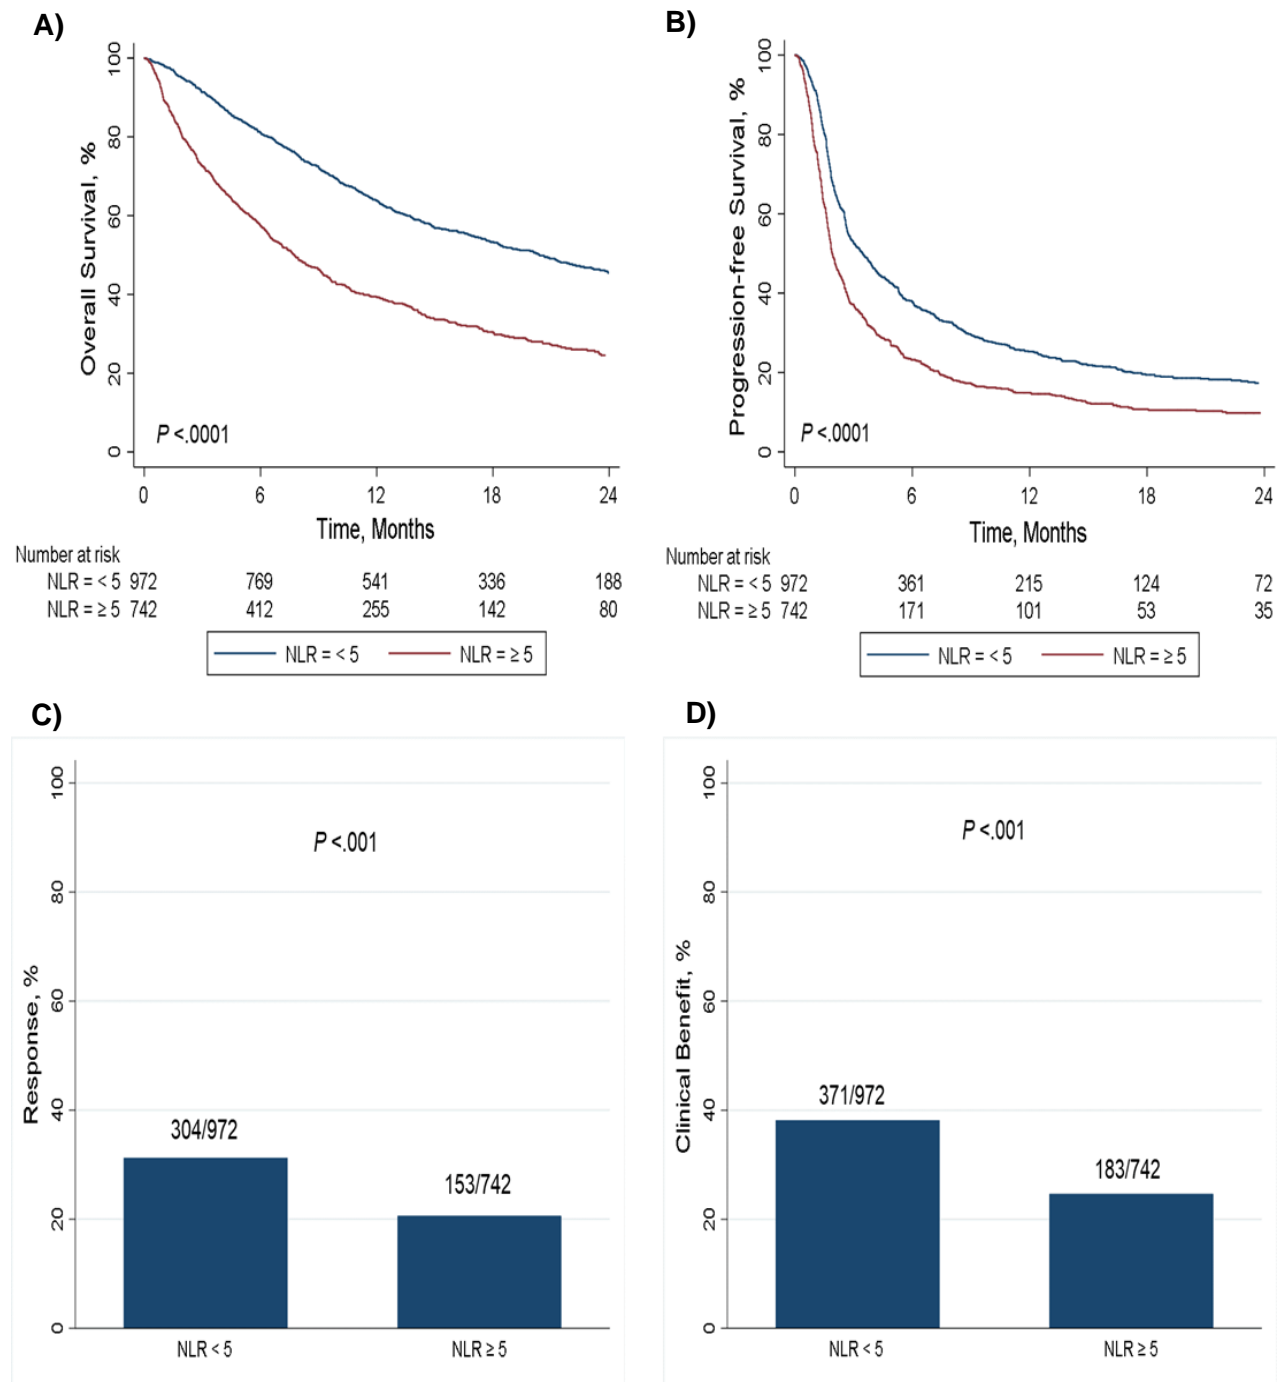 A)
Overall Survival, %
100
80
60
40
20
0
P <.0001
0 6 12 18 24
Time, Months
Number at risk
NLR = < 5 972 769 541 336 188
NLR = ≥ 5 742 412 255 142 80
NLR = < 5 NLR = ≥ 5
B)
Progression-free Survival, %
100
80
60
40
20
0
P <.0001
0 6 12 18 24
Time, Months
Number at risk
NLR = < 5 972 361 215 124 72
NLR = ≥ 5 742 171 101 53 35
NLR = < 5 NLR = ≥ 5
C)
Response, %
100
80
60
40
20
0
P <.001
304/972
153/742
NLR < 5 NLR ≥ 5
D)
Clinical Benefit, %
100
80
60
40
20
0
P <.001
371/972
183/742
NLR < 5 NLR ≥ 5